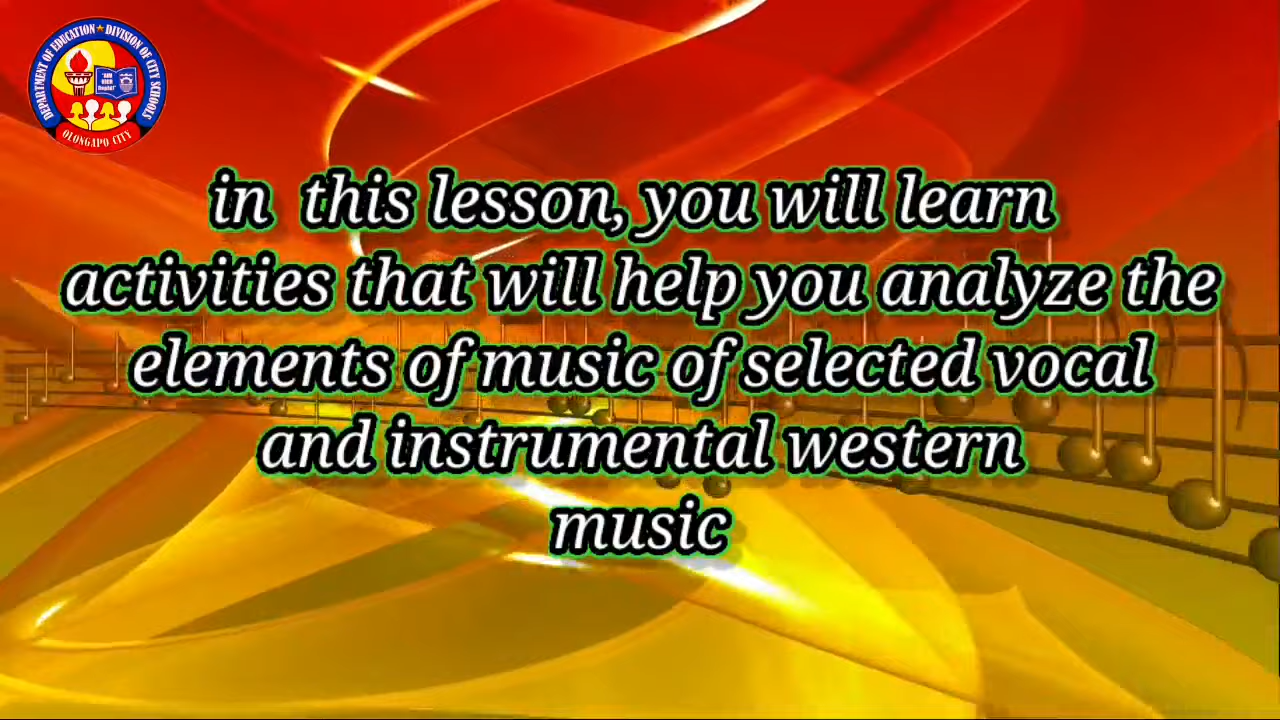 DEPARTMENT OF EDUCATION ★ DIVISION OF CITY SCHOOLS
OLONGAPO CITY
in this lesson, you will learn
activities that will help you analyze the
elements of music of selected vocal
and instrumental western
music